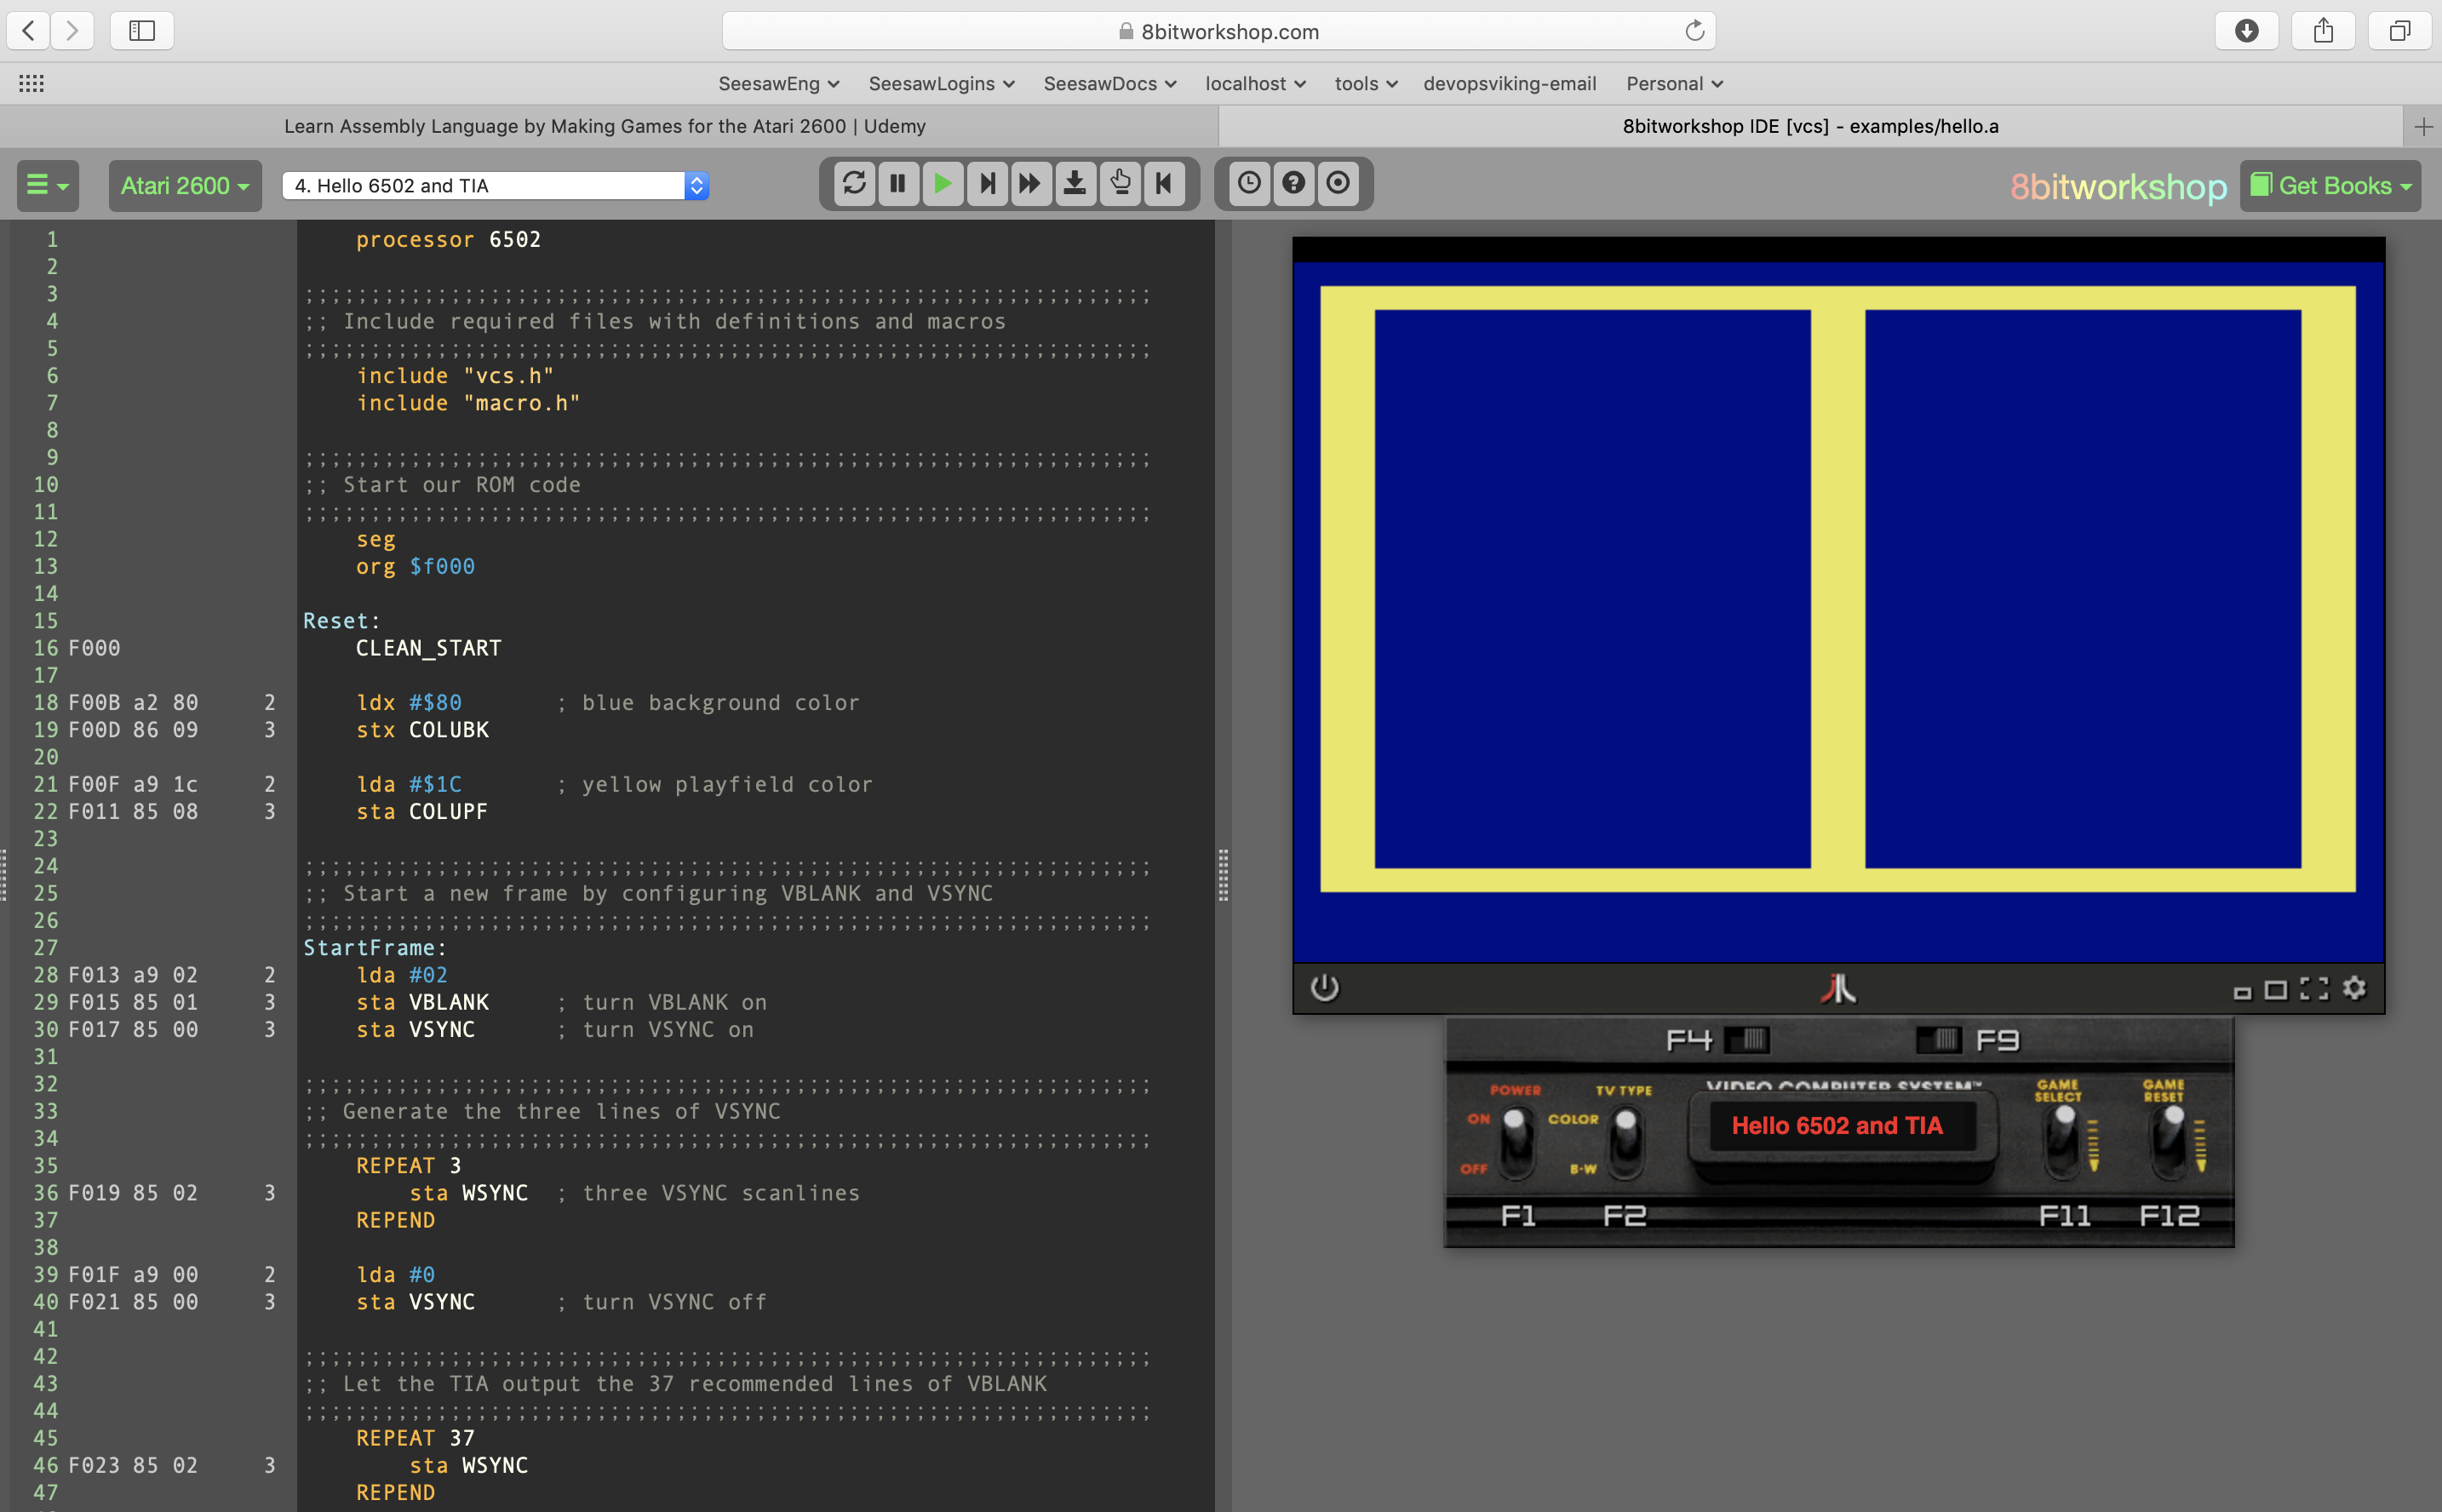 8bitworkshop.com
SeesawEng SeesawLogins SeesawDocs localhost tools devopsviking-email Personal
Learn Assembly Language by Making Games for the Atari 2600 | Udemy
8bitworkshop IDE [vcs] - examples/hello.a
Atari 2600
4. Hello 6502 and TIA
8bitworkshop
Get Books
1 processor 6502
2
3 ;;;;;;;;;;;;;;;;;;;;;;;;;;;;;;;;;;;;;;;;;;;;;;;;;;;;;;;;;;;;;;;;
4 ;; Include required files with definitions and macros
5 ;;;;;;;;;;;;;;;;;;;;;;;;;;;;;;;;;;;;;;;;;;;;;;;;;;;;;;;;;;;;;;;;
6 include "vcs.h"
7 include "macro.h"
8
9 ;;;;;;;;;;;;;;;;;;;;;;;;;;;;;;;;;;;;;;;;;;;;;;;;;;;;;;;;;;;;;;;;
10 ;; Start our ROM code
11 ;;;;;;;;;;;;;;;;;;;;;;;;;;;;;;;;;;;;;;;;;;;;;;;;;;;;;;;;;;;;;;;;
12 seg
13 org $f000
14
15 Reset:
16 F000 CLEAN_START
17
18 F00B a2 80 2 ldx #$80 ; blue background color
19 F00D 86 09 3 stx COLUBK
20
21 F00F a9 1c 2 lda #$1C ; yellow playfield color
22 F011 85 08 3 sta COLUPF
23
24 ;;;;;;;;;;;;;;;;;;;;;;;;;;;;;;;;;;;;;;;;;;;;;;;;;;;;;;;;;;;;;;;;
25 ;; Start a new frame by configuring VBLANK and VSYNC
26 ;;;;;;;;;;;;;;;;;;;;;;;;;;;;;;;;;;;;;;;;;;;;;;;;;;;;;;;;;;;;;;;;
27 StartFrame:
28 F013 a9 02 2 lda #02
29 F015 85 01 3 sta VBLANK ; turn VBLANK on
30 F017 85 00 3 sta VSYNC ; turn VSYNC on
31
32 ;;;;;;;;;;;;;;;;;;;;;;;;;;;;;;;;;;;;;;;;;;;;;;;;;;;;;;;;;;;;;;;;
33 ;; Generate the three lines of VSYNC
34 ;;;;;;;;;;;;;;;;;;;;;;;;;;;;;;;;;;;;;;;;;;;;;;;;;;;;;;;;;;;;;;;;
35 REPEAT 3
36 F019 85 02 3 sta WSYNC ; three VSYNC scanlines
37 REPEND
38
39 F01F a9 00 2 lda #0
40 F021 85 00 3 sta VSYNC ; turn VSYNC off
41
42 ;;;;;;;;;;;;;;;;;;;;;;;;;;;;;;;;;;;;;;;;;;;;;;;;;;;;;;;;;;;;;;;;
43 ;; Let the TIA output the 37 recommended lines of VBLANK
44 ;;;;;;;;;;;;;;;;;;;;;;;;;;;;;;;;;;;;;;;;;;;;;;;;;;;;;;;;;;;;;;;;
45 REPEAT 37
46 F023 85 02 3 sta WSYNC
47 REPEND
F4 F9
VIDEO COMPUTER SYSTEM™
POWER
ON
OFF
TV TYPE
COLOR
B-W
Hello 6502 and TIA
GAME SELECT
GAME RESET
F1 F2 F11 F12